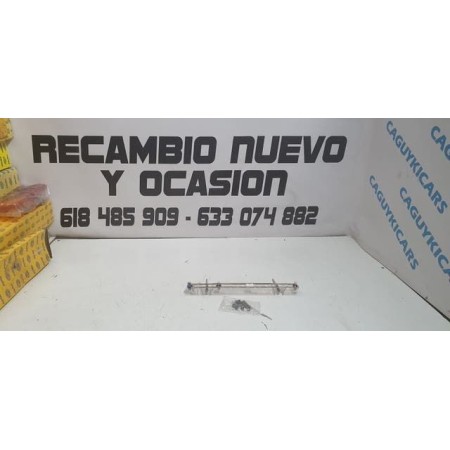 RECAMBIO NUEVO
Y OCASION
618 485 909 - 633 074 882
CAGUYKICARS
CAGUYKICARS